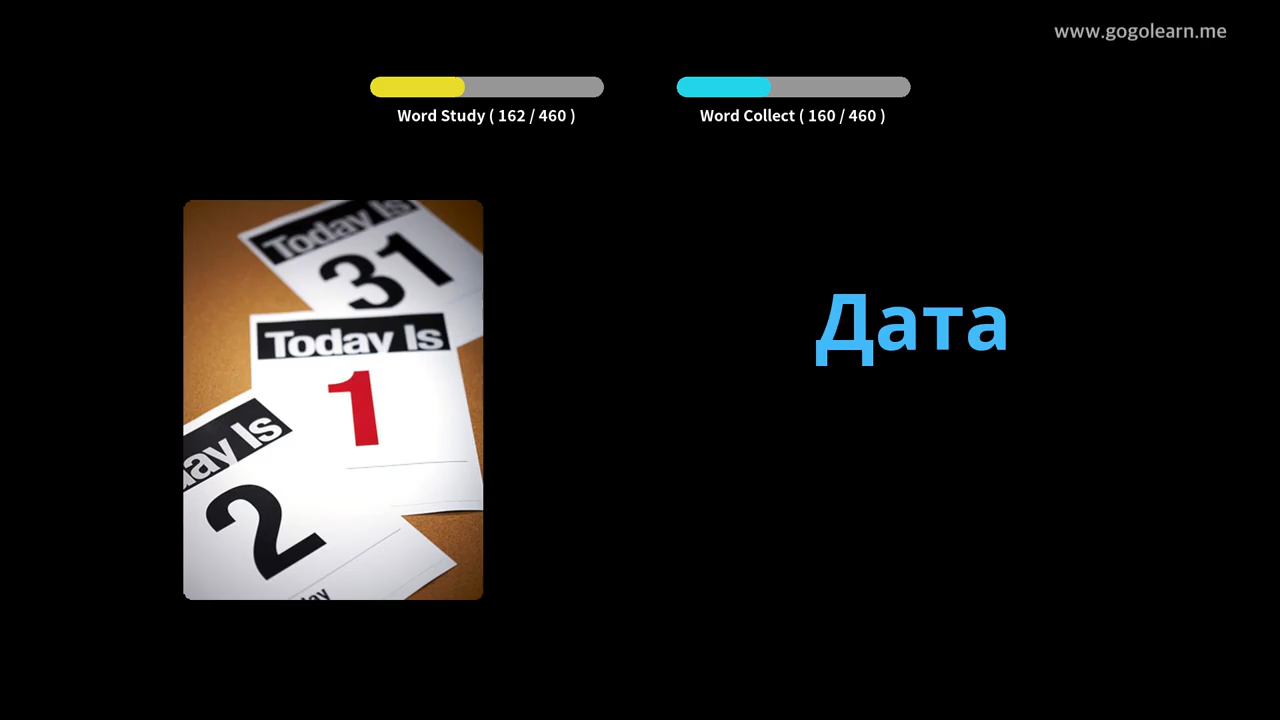 www.gogolearn.me
Word Study ( 162 / 460 )
Word Collect ( 160 / 460 )
Today Is
31
Today Is
1
ay Is
2
ay
Дата